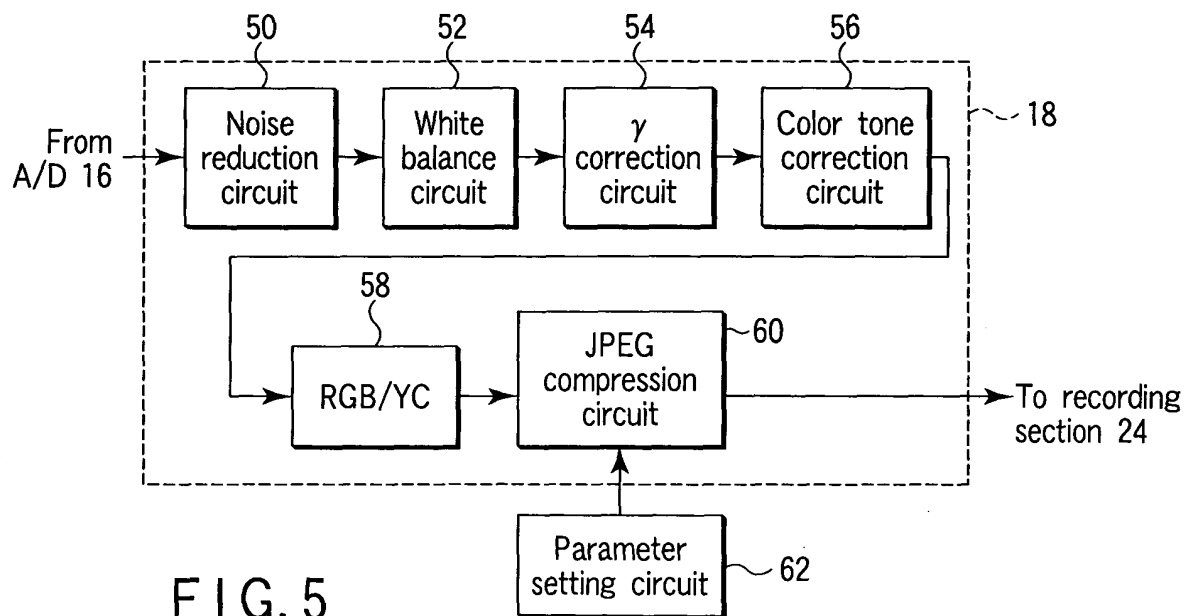 50
52
54
56
18
From
A/D 16
Noise
reduction
circuit
White
balance
circuit
γ
correction
circuit
Color tone
correction
circuit
58
60
RGB/YC
JPEG
compression
circuit
To recording
section 24
Parameter
setting circuit
62
FIG. 5